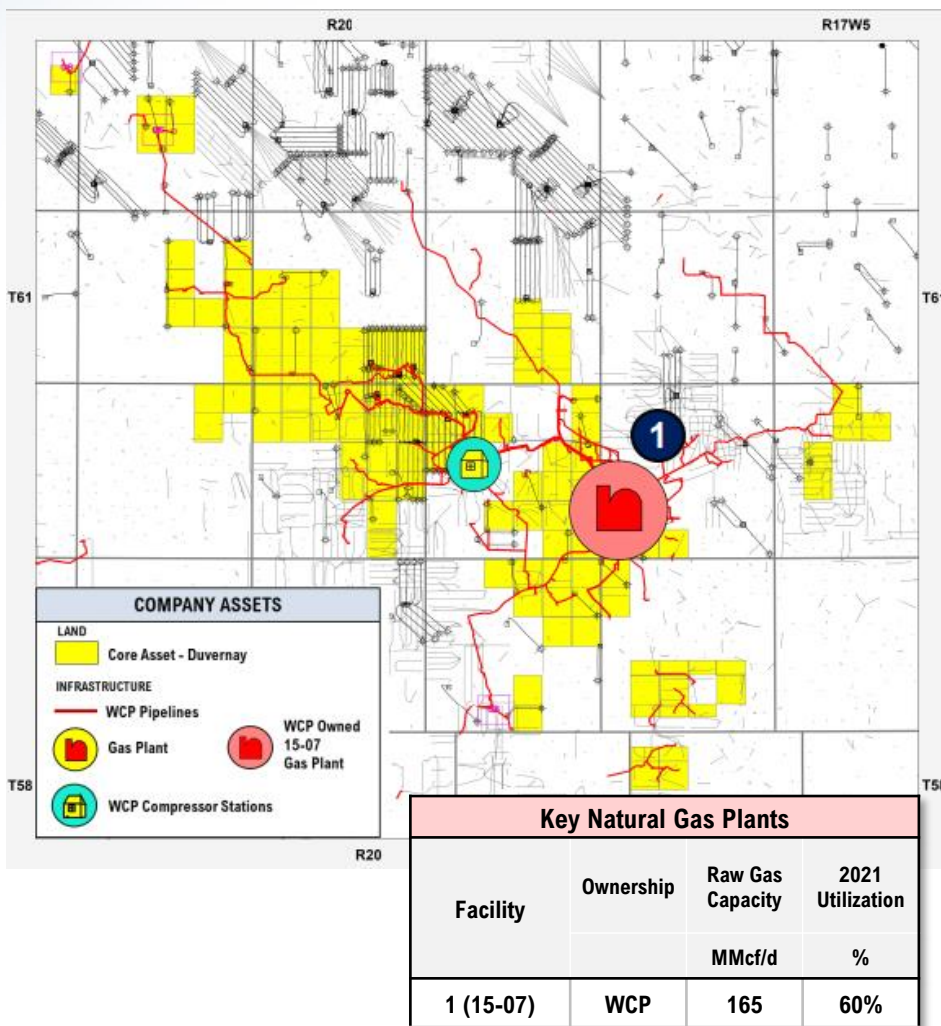 R20
R17W5
T61
T61
1
COMPANY ASSETS
LAND
Core Asset - Duvernay
INFRASTRUCTURE
WCP Pipelines
Gas Plant
WCP Owned
15-07
Gas Plant
WCP Compressor Stations
T58
T58
R20
Key Natural Gas Plants
Facility
Ownership
Raw Gas
Capacity
2021
Utilization
MMcf/d
%
1 (15-07)
WCP
165
60%